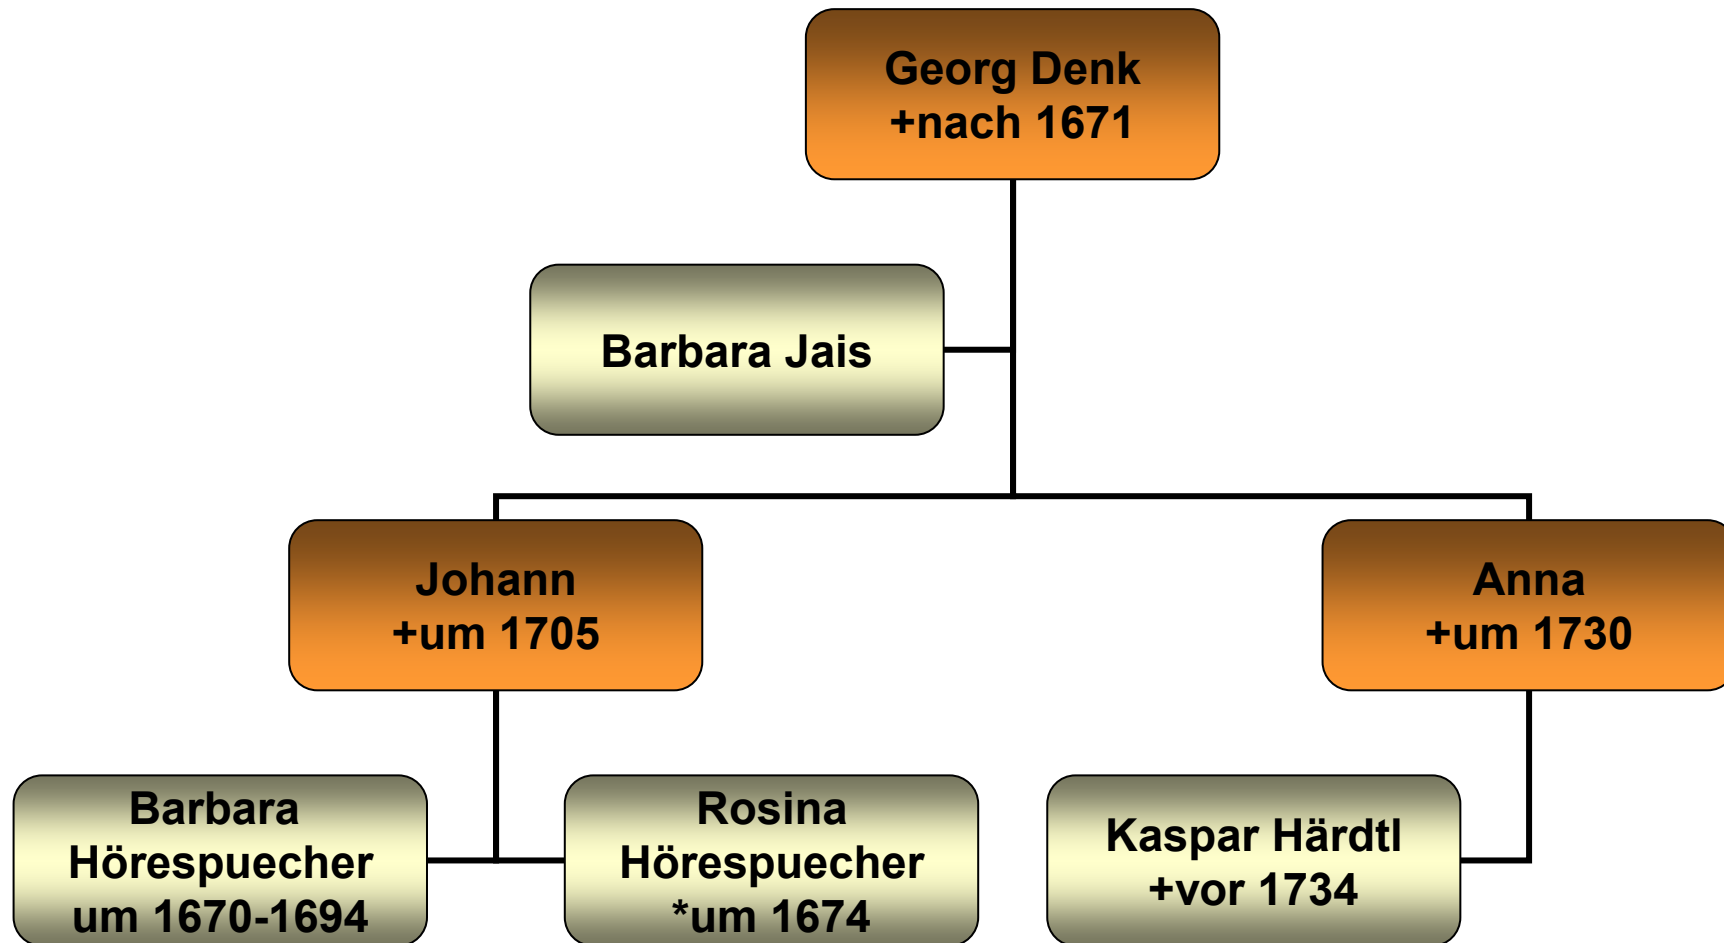 Georg Denk
+nach 1671
Barbara Jais
Johann
+um 1705
Anna
+um 1730
Barbara
Hörespuecher
um 1670-1694
Rosina
Hörespuecher
*um 1674
Kaspar Härdtl
+vor 1734